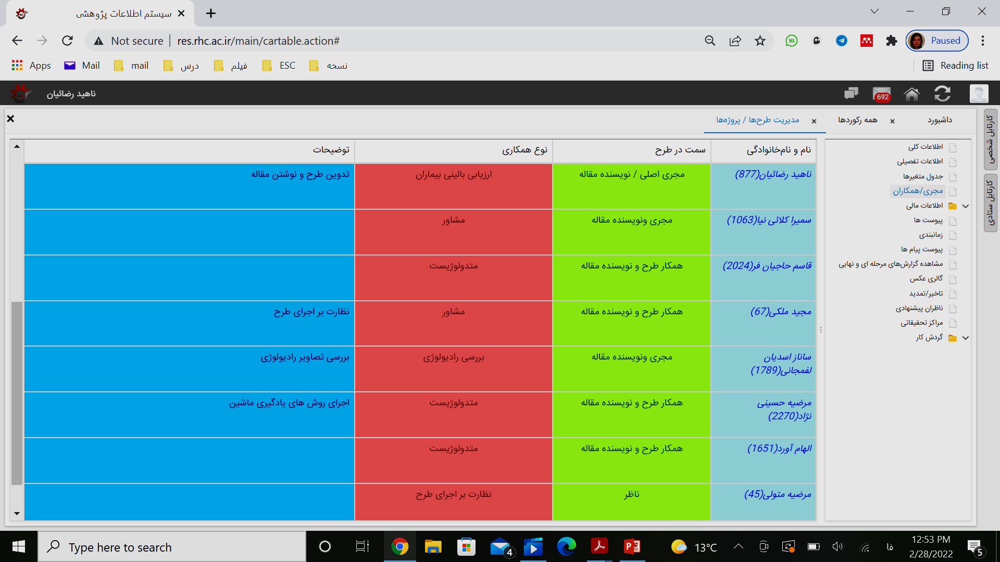 سیستم اطلاعات پژوهشی
Not secure
res.rhc.ac.ir/main/cartable.action#
WA
Paused
Apps
Mail
mail
درس
فیلم
ESC
نسخه
Reading list
ناهید رضائیان
692
داشبورد
همه رکوردها
مدیریت طرح‌ها / پروژه‌ها
کارتابل شخصی
کارتابل ستادی
اطلاعات کلی
اطلاعات تفصیلی
جدول متغیرها
مجری/همکاران
اطلاعات مالی
پیوست ها
زمانبندی
پیوست پیام ها
مشاهده گزارش‌های مرحله ای و نهایی
گالری عکس
تاخیر/تمدید
ناظران پیشنهادی
مراکز تحقیقاتی
گردش کار
نام و نام‌خانوادگی سمت در طرح نوع همکاری توضیحات
ناهید رضائیان(877) مجری اصلی / نویسنده مقاله ارزیابی بالینی بیماران تدوین طرح و نوشتن مقاله
سمیرا کلائی نیا(1063) مجری ونویسنده مقاله مشاور
قاسم حاجیان فر(2024) همکار طرح و نویسنده مقاله متدولوژیست
مجید ملکی(67) همکار طرح و نویسنده مقاله مشاور نظارت بر اجرای طرح
ساناز اسدیان مجری ونویسنده مقاله بررسی رادیولوژی بررسی تصاویر رادیولوژی
لفمجانی(1789)
مرضیه حسینی همکار طرح و نویسنده مقاله متدولوژیست اجرای روش های یادگیری ماشین
نژاد(2270)
الهام آورد(1651) همکار طرح و نویسنده مقاله متدولوژیست
مرضیه متولی(45) ناظر نظارت بر اجرای طرح
Type here to search
4
13°C
فا
12:53 PM
2/28/2022
5